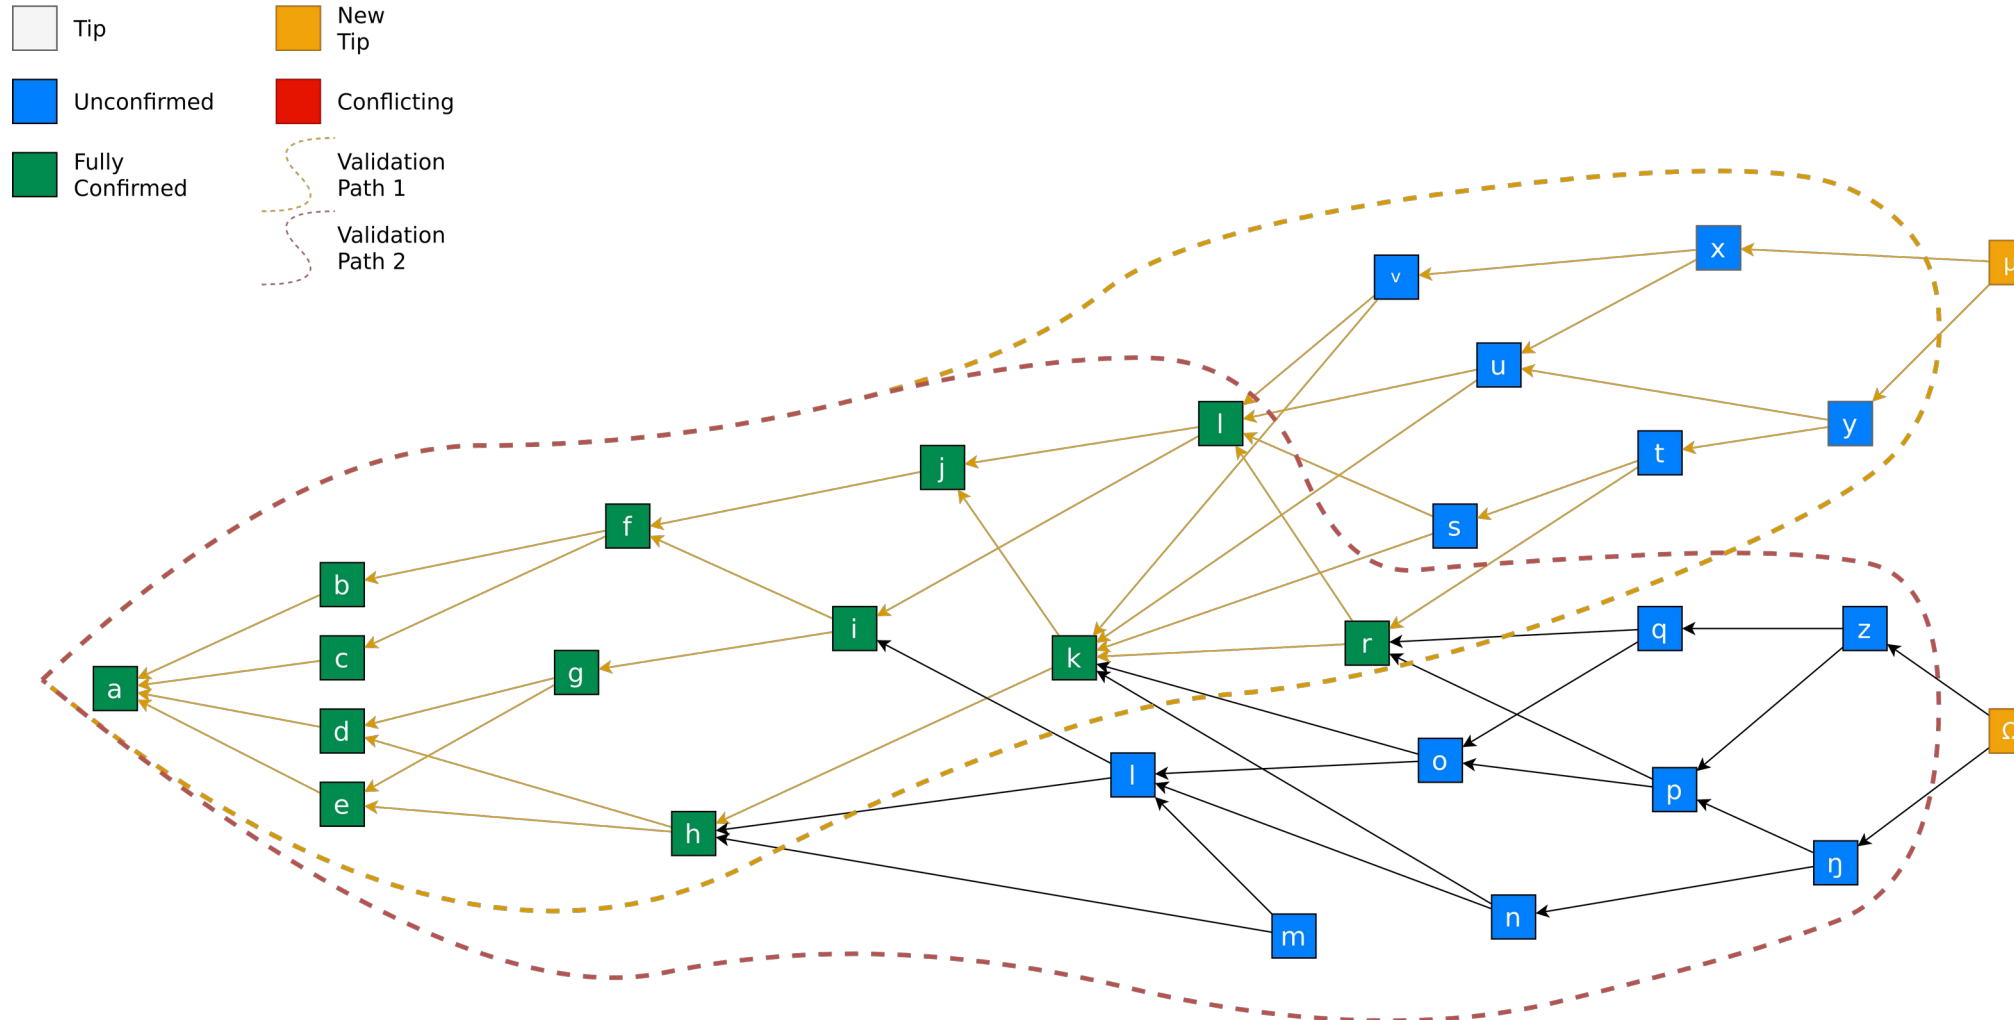 Tip
New
Tip
Unconfirmed
Conflicting
Fully
Confirmed
Validation
Path 1
Validation
Path 2
x
μ
v
u
l
y
j
t
f
s
b
i
q
z
r
c
k
g
a
d
Ω
o
l
p
e
h
ŋ
n
m